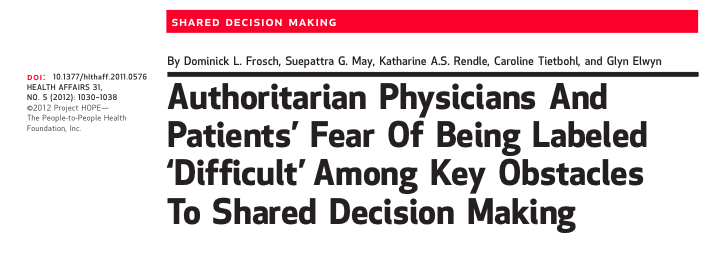 SHARED DECISION MAKING
By Dominick L. Frosch, Suepattra G. May, Katharine A.S. Rendle, Caroline Tietbohl, and Glyn Elwyn
DOI: 10.1377/hlthaff.2011.0576
HEALTH AFFAIRS 31,
NO. 5 (2012): 1030–1038
©2012 Project HOPE—
The People-to-People Health
Foundation, Inc.
Authoritarian Physicians And
Patients’ Fear Of Being Labeled
‘Difficult’ Among Key Obstacles
To Shared Decision Making